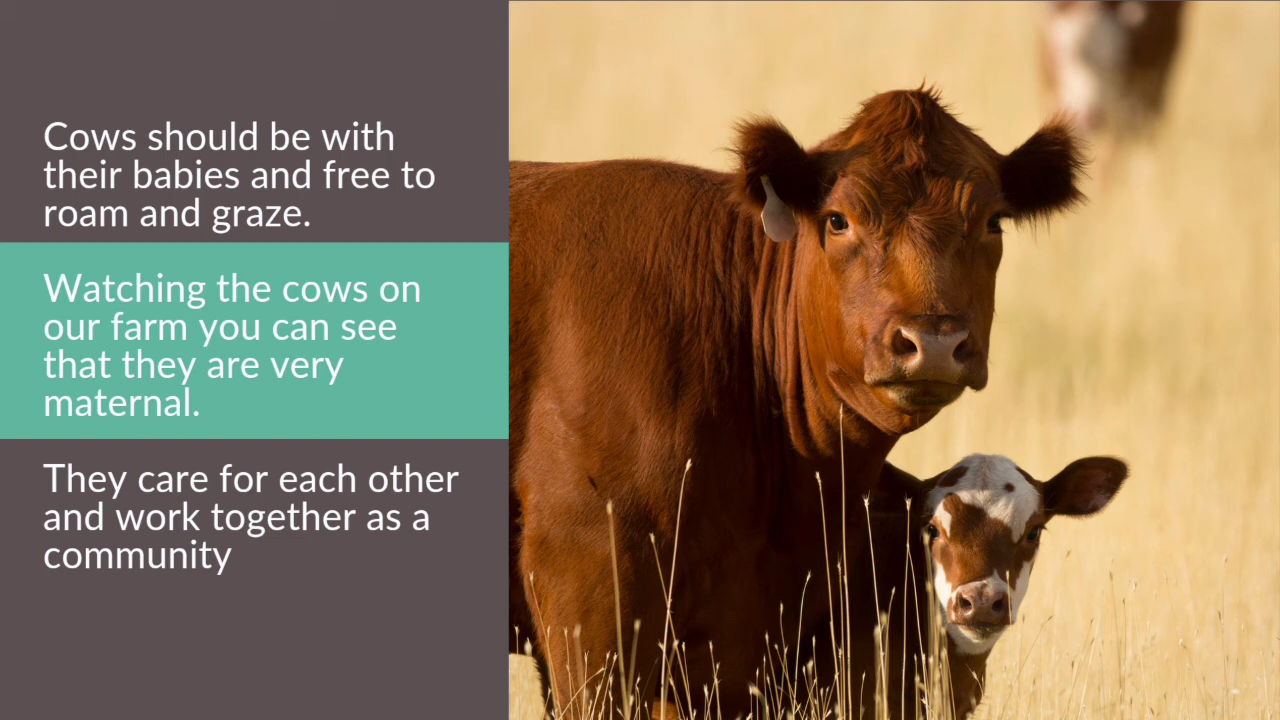 Cows should be with
their babies and free to
roam and graze.
Watching the cows on
our farm you can see
that they are very
maternal.
They care for each other
and work together as a
community